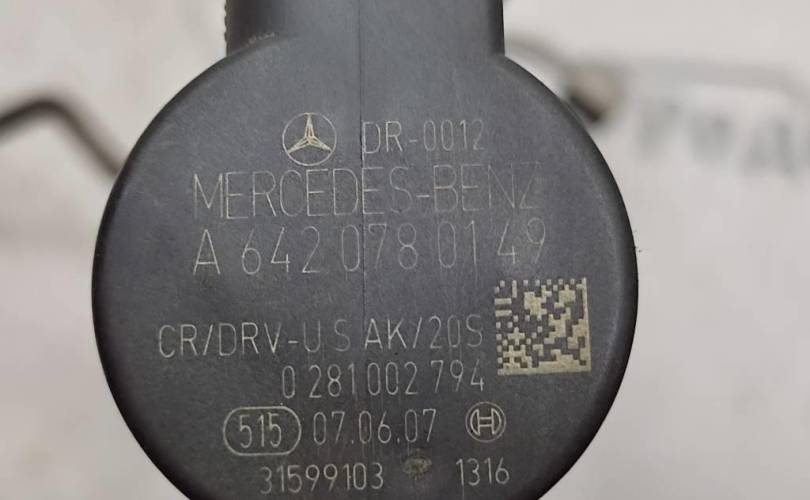 DR-0012
MERCEDES-BENZ
A 642 078 01 49
CR/DRV-U S AK/20S
0 281 002 794
515 07.06.07
31599103 1316